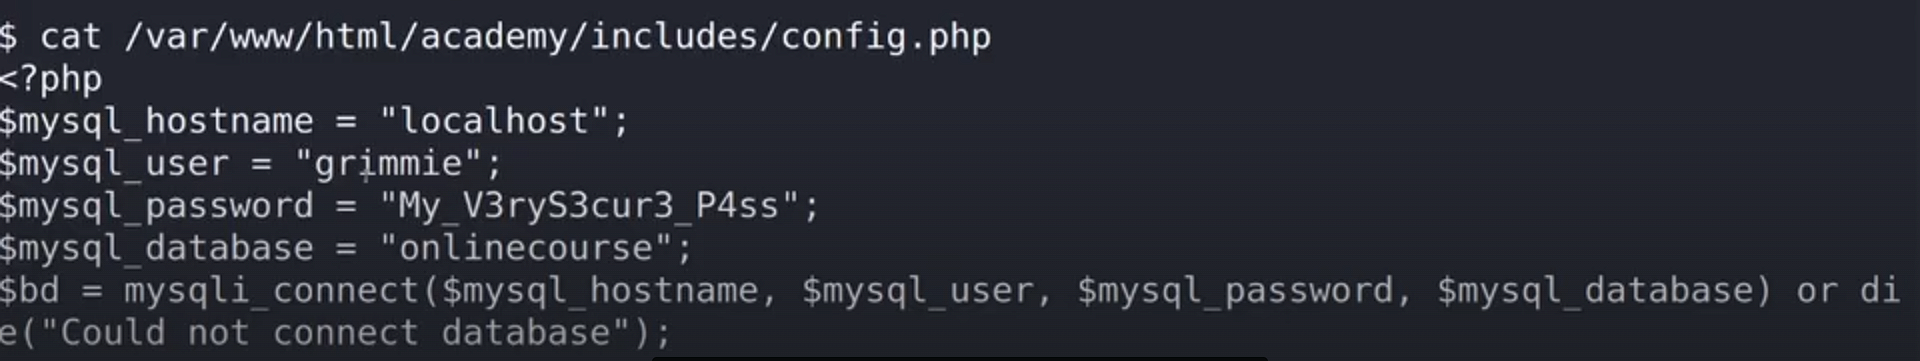 $ cat /var/www/html/academy/includes/config.php
<?php
$mysql_hostname = "localhost";
$mysql_user = "grimmie";
$mysql_password = "My_V3ryS3cur3_P4ss";
$mysql_database = "onlinecourse";
$bd = mysqli_connect($mysql_hostname, $mysql_user, $mysql_password, $mysql_database) or di
e("Could not connect database");